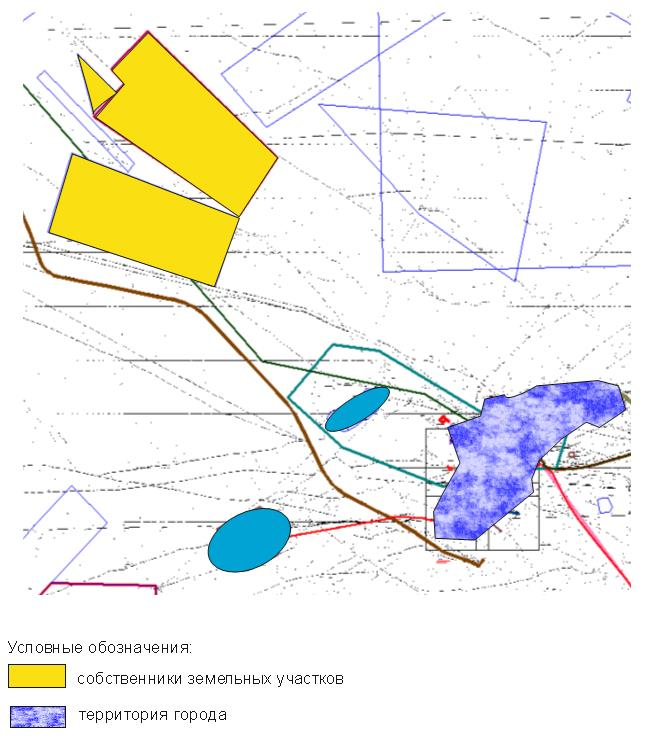 Условные обозначения:
собственники земельных участков
территория города